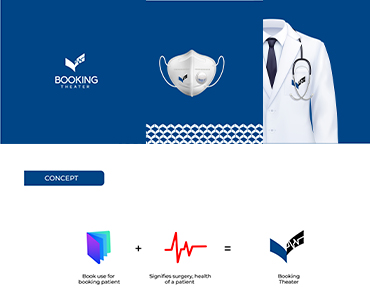 BOOKING
THEATER
CONCEPT
+
=
Book use for
booking patient
Signifies surgery, health
of a patient
Booking
Theater